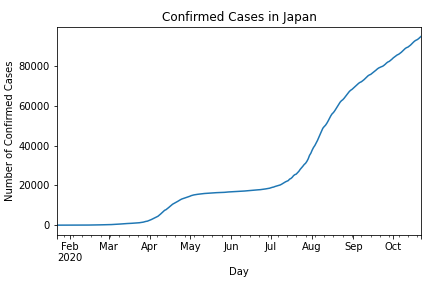 Confirmed Cases in Japan
Number of Confirmed Cases
80000
60000
40000
20000
0
Feb Mar Apr May Jun Jul Aug Sep Oct
2020
Day